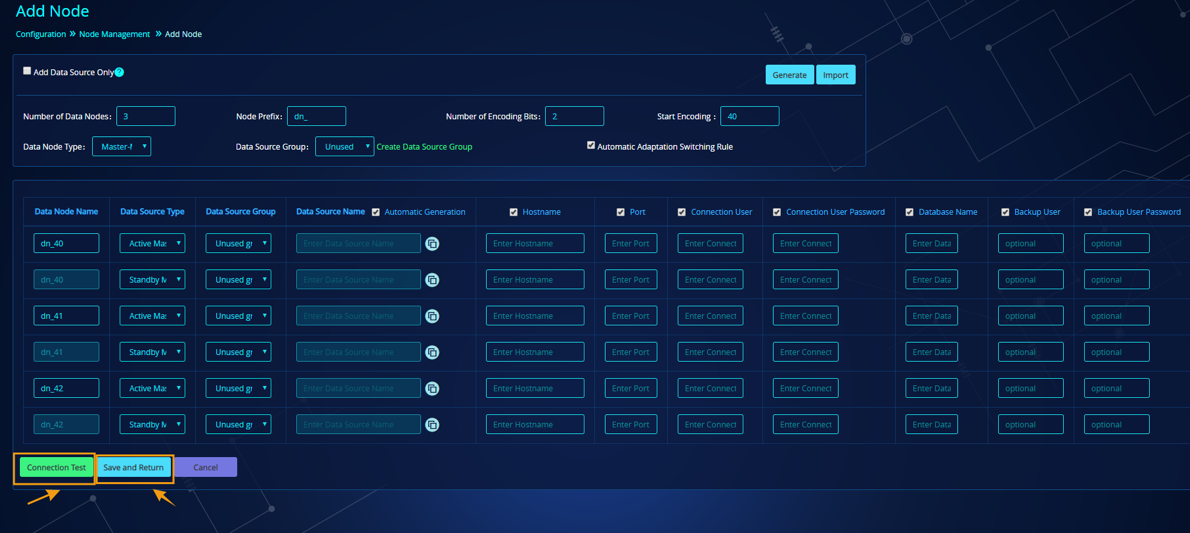 Add Node
Configuration » Node Management » Add Node
Add Data Source Only ?
Generate Import
Number of Data Nodes: 3 Node Prefix: dn_ Number of Encoding Bits: 2 Start Encoding : 40
Data Node Type: Master-M Data Source Group: Unused Create Data Source Group Automatic Adaptation Switching Rule
Data Node Name Data Source Type Data Source Group Data Source Name Automatic Generation Hostname Port Connection User Connection User Password Database Name Backup User Backup User Password
dn_40 Active Mas Unused gr Enter Data Source Name Enter Hostname Enter Port Enter Connect Enter Connect Enter Data optional optional
dn_40 Standby M Unused gr Enter Data Source Name Enter Hostname Enter Port Enter Connect Enter Connect Enter Data optional optional
dn_41 Active Mas Unused gr Enter Data Source Name Enter Hostname Enter Port Enter Connect Enter Connect Enter Data optional optional
dn_41 Standby M Unused gr Enter Data Source Name Enter Hostname Enter Port Enter Connect Enter Connect Enter Data optional optional
dn_42 Active Mas Unused gr Enter Data Source Name Enter Hostname Enter Port Enter Connect Enter Connect Enter Data optional optional
dn_42 Standby M Unused gr Enter Data Source Name Enter Hostname Enter Port Enter Connect Enter Connect Enter Data optional optional
Connection Test Save and Return Cancel